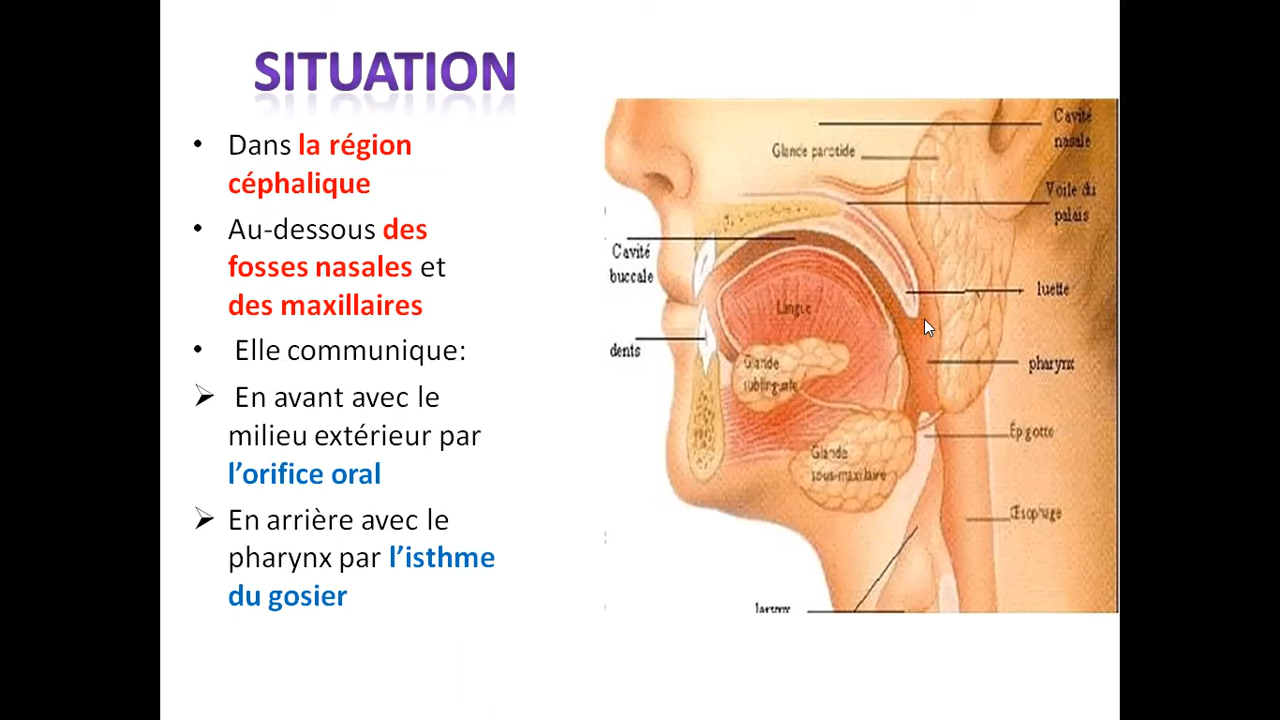 SITUATION
• Dans la région
céphalique
• Au-dessous des
fosses nasales et
des maxillaires
• Elle communique:
➢ En avant avec le
milieu extérieur par
l’orifice oral
➢ En arrière avec le
pharynx par l’isthme
du gosier
Cavité
nasale
Glande parotide
Voile du
palais
Cavité
buccale
luette
Langue
dents
Glande
sublinguale
pharynx
Épigotte
Glande
sous-maxilaire
Œsophage
larynx